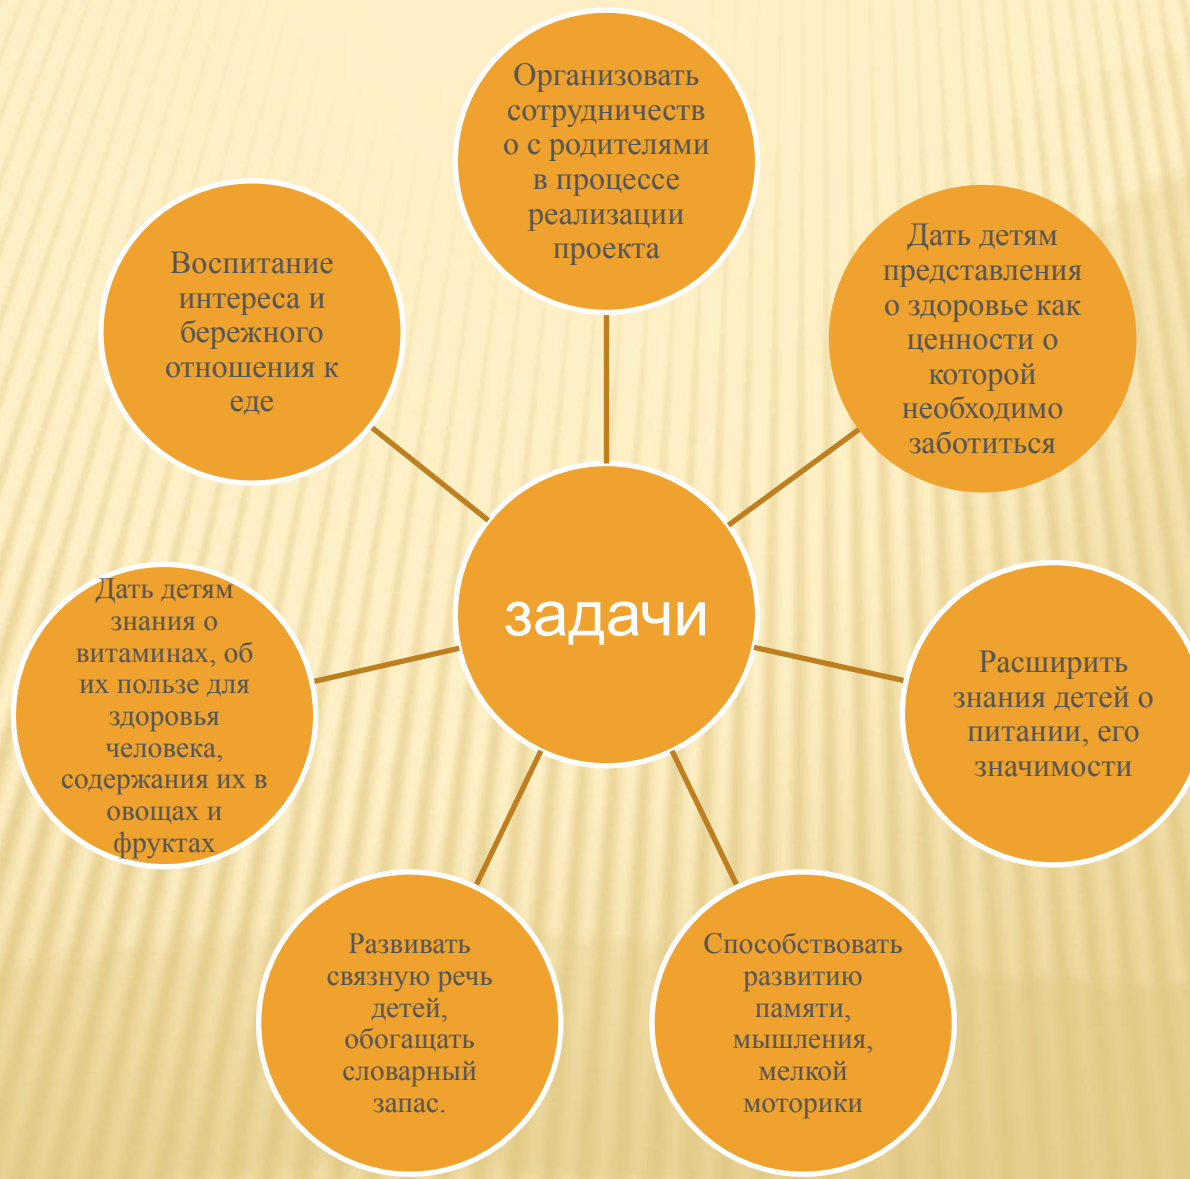 Организовать
сотрудничеств
о с родителями
в процессе
реализации
проекта
Дать детям
представления
о здоровье как
ценности о
которой
необходимо
заботиться
Расширить
знания детей о
питании, его
значимости
Способствовать
развитию
памяти,
мышления,
мелкой
моторики
Развивать
связную речь
детей,
обогащать
словарный
запас.
Дать детям
знания о
витаминах, об
их пользе для
здоровья
человека,
содержания их в
овощах и
фруктах
Воспитание
интереса и
бережного
отношения к
еде
задачи